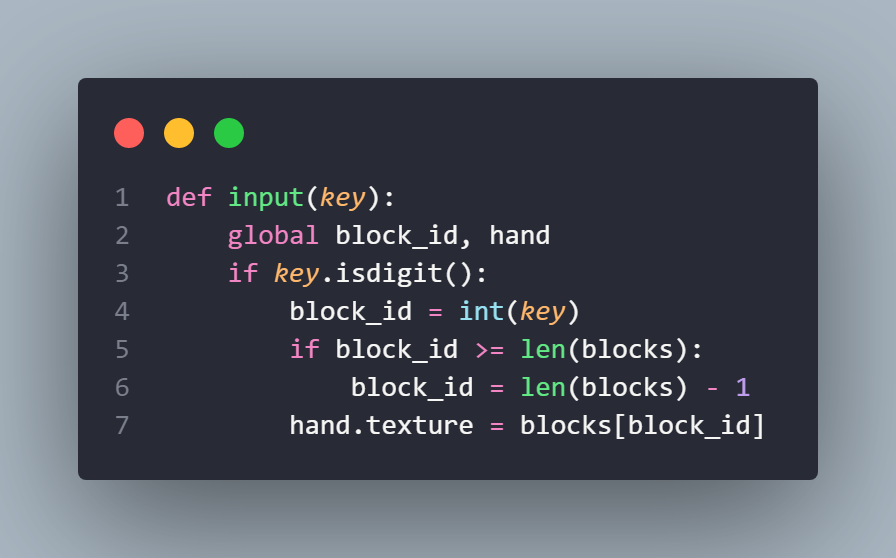 1 def input(key):
2     global block_id, hand
3     if key.isdigit():
4         block_id = int(key)
5         if block_id >= len(blocks):
6             block_id = len(blocks) - 1
7         hand.texture = blocks[block_id]